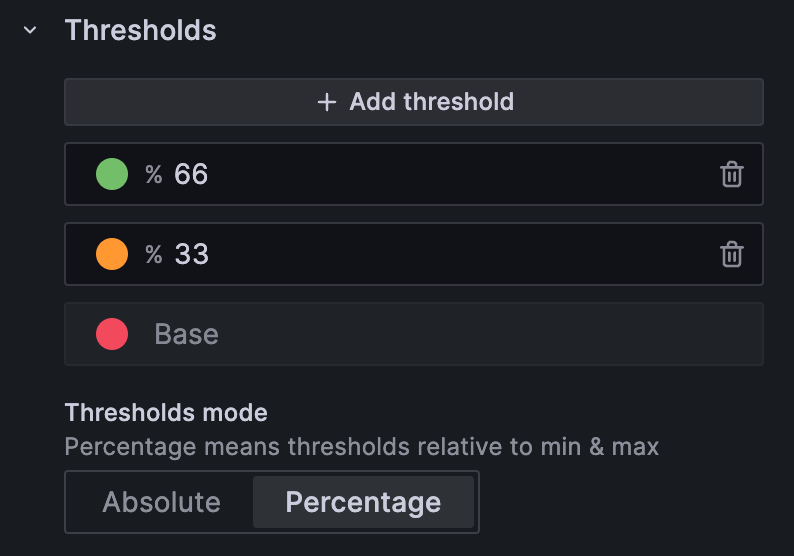 Thresholds
+ Add threshold
% 66
% 33
Base
Thresholds mode
Percentage means thresholds relative to min & max
Absolute Percentage